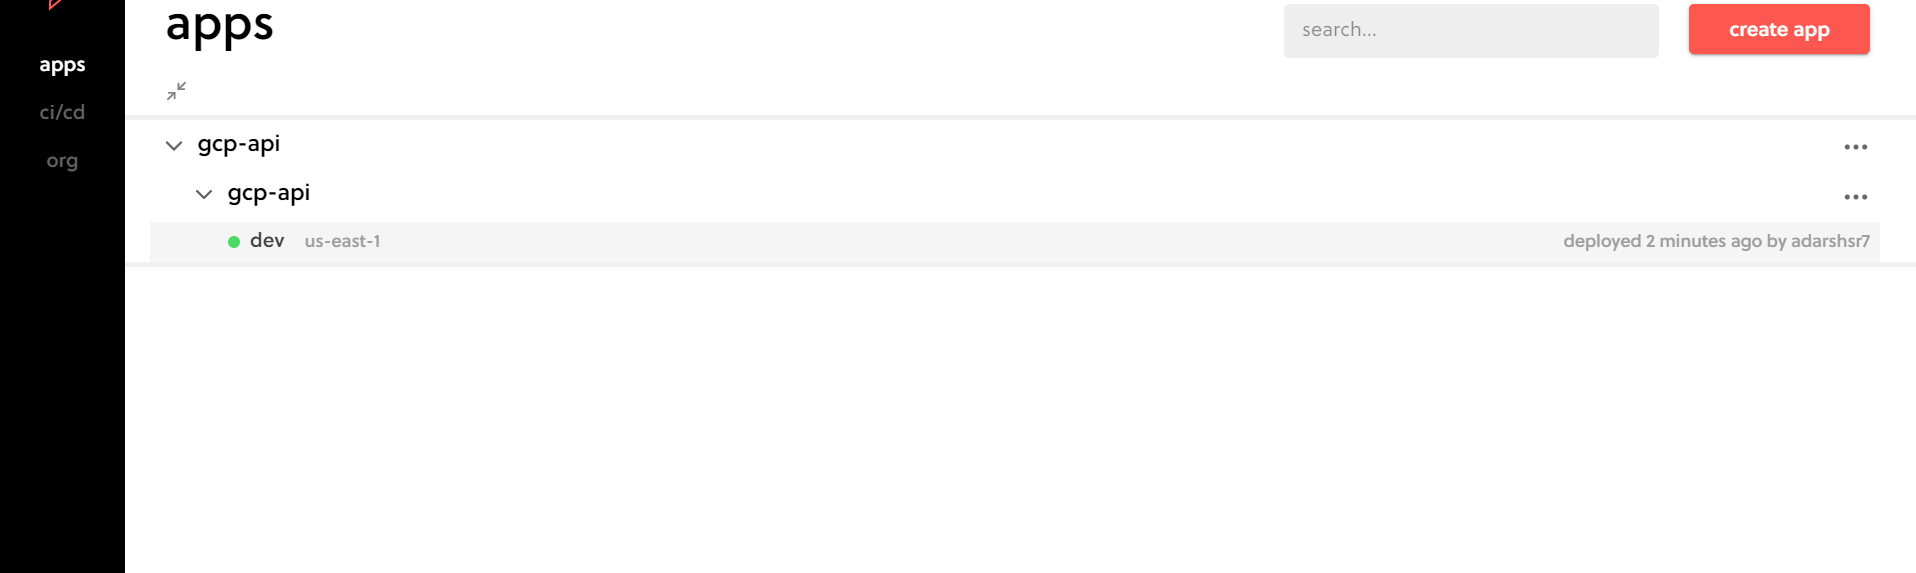 apps
search...
create app
apps
ci/cd
org
gcp-api
gcp-api
dev us-east-1 deployed 2 minutes ago by adarshsr7